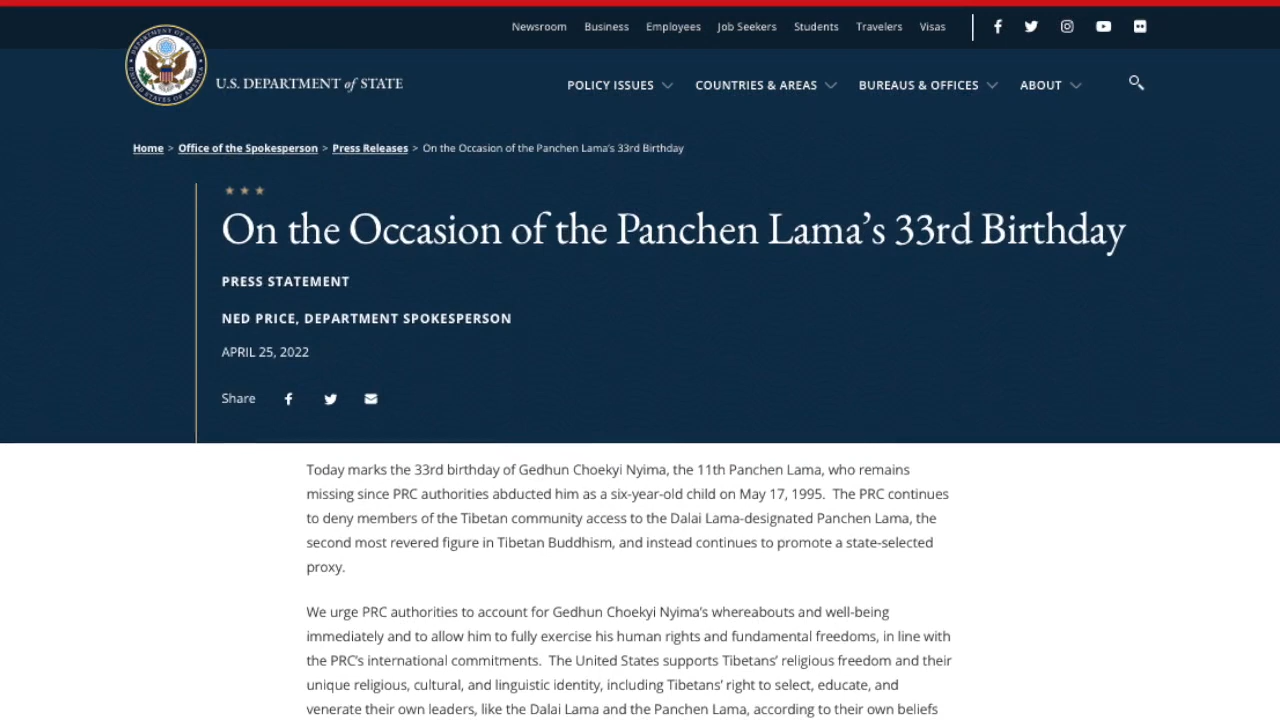 Newsroom Business Employees Job Seekers Students Travelers Visas
U.S. DEPARTMENT of STATE
POLICY ISSUES COUNTRIES & AREAS BUREAUS & OFFICES ABOUT
Home > Office of the Spokesperson > Press Releases > On the Occasion of the Panchen Lama's 33rd Birthday
On the Occasion of the Panchen Lama’s 33rd Birthday
PRESS STATEMENT
NED PRICE, DEPARTMENT SPOKESPERSON
APRIL 25, 2022
Share
Today marks the 33rd birthday of Gedhun Choekyi Nyima, the 11th Panchen Lama, who remains
missing since PRC authorities abducted him as a six-year-old child on May 17, 1995.  The PRC continues
to deny members of the Tibetan community access to the Dalai Lama-designated Panchen Lama, the
second most revered figure in Tibetan Buddhism, and instead continues to promote a state-selected
proxy.
We urge PRC authorities to account for Gedhun Choekyi Nyima’s whereabouts and well-being
immediately and to allow him to fully exercise his human rights and fundamental freedoms, in line with
the PRC’s international commitments.  The United States supports Tibetans’ religious freedom and their
unique religious, cultural, and linguistic identity, including Tibetans’ right to select, educate, and
venerate their own leaders, like the Dalai Lama and the Panchen Lama, according to their own beliefs